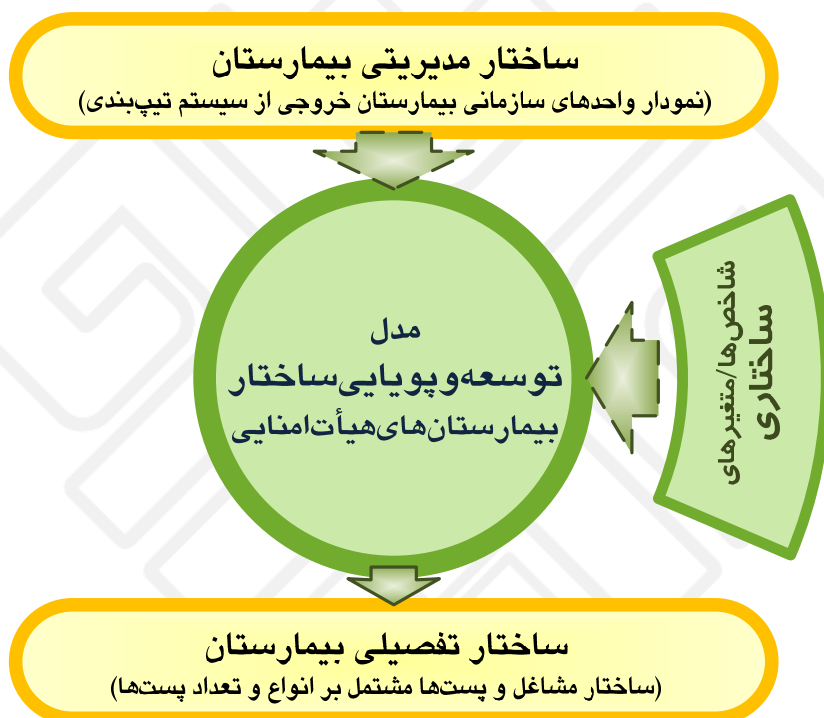 ساختار مدیریتی بیمارستان
(نمودار واحدهای سازمانی بیمارستان خروجی از سیستم تیپ‌بندی)
مدل
توسعه‌و‌پویایی‌ساختار
بیمارستان‌های‌هیأت‌امنایی
شاخص‌ها/متغیرهای
ساختاری
ساختار تفصیلی بیمارستان
(ساختار مشاغل و پست‌ها مشتمل بر انواع و تعداد پست‌ها)